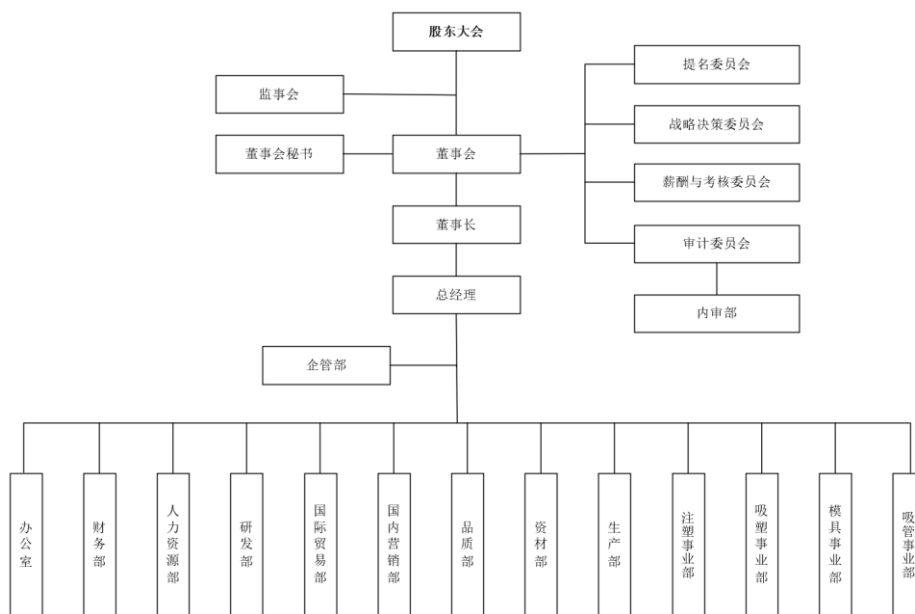 股东大会
提名委员会
监事会
战略决策委员会
董事会秘书
董事会
薪酬与考核委员会
董事长
审计委员会
总经理
内审部
企管部
办公室
财务部
人力资源部
研发部
国际贸易部
国内营销部
品质部
资材部
生产部
注塑事业部
吸塑事业部
模具事业部
吸管事业部